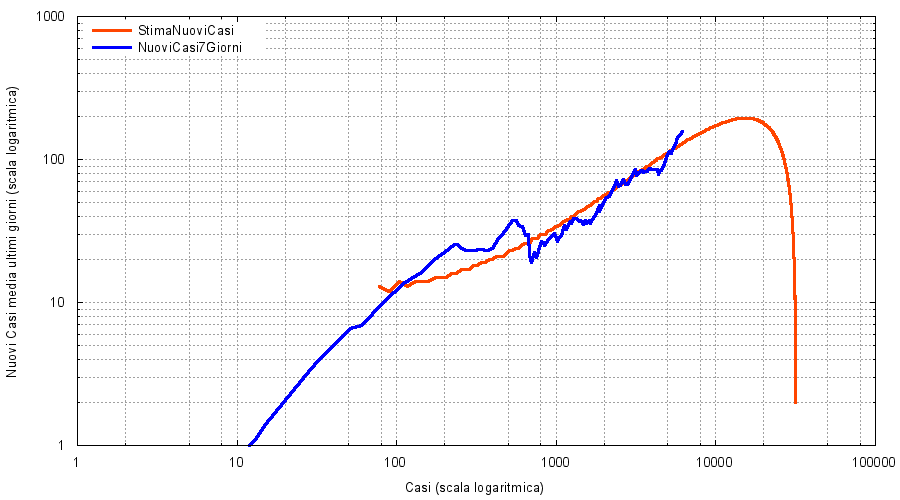 1000
StimaNuoviCasi
NuoviCasi7Giorni
100
10
1
Nuovi Casi media ultimi giorni (scala logaritmica)
1 10 100 1000 10000 100000
Casi (scala logaritmica)